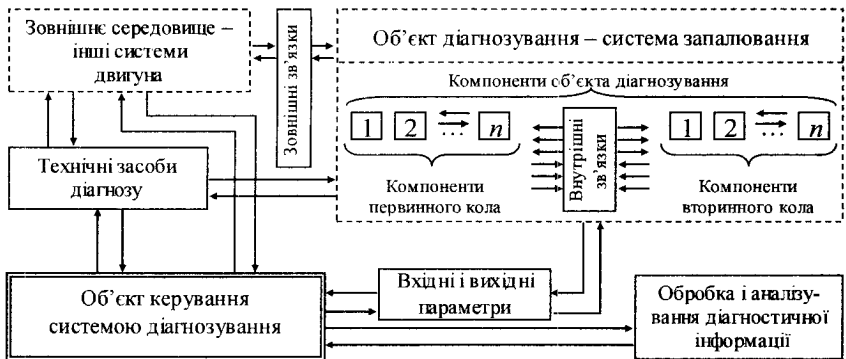 Зовнішнє середовище –
інші системи
двигуна
Зовнішні зв’язки
Об’єкт діагнозування – система запалювання
Компоненти об’єкта діагнозування
1 2 ... n
Внутрішні
зв’язки
1 2 ... n
Компоненти
первинного кола
Компоненти
вторинного кола
Технічні засоби
діагнозу
Об’єкт керування
системою діагнозування
Вхідні і вихідні
параметри
Обробка і аналізу-
вання діагностичної
інформації